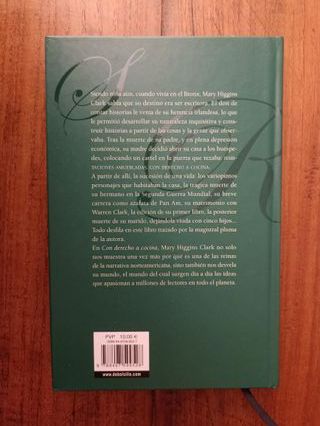 Siendo niña aún, cuando vivía en el Bronx, Mary Higgins
Clark sabía que su destino era ser escritora. El don de
contar historias le venía de su herencia irlandesa, lo que
le permitió desarrollar su naturaleza inquisitiva y cons-
truir historias a partir de las cosas y la gente que obser-
vaba. Tras la muerte de su padre, y en plena depresión
económica, su madre decidió abrir su casa a los huéspe-
des, colocando un cartel en la puerta que rezaba: HABI-
TACIONES AMUEBLADAS, CON DERECHO A COCINA.
A partir de allí, la sucesión de una vida: los variopintos
personajes que habitaban la casa, la trágica muerte de
su hermano en la Segunda Guerra Mundial, su breve
carrera como azafata de Pan Am, su matrimonio con
Warren Clark, la edición de su primer libro, la posterior
muerte de su marido, dejándola viuda con cinco hijos...
Todo desfila en este libro trazado por la magistral pluma
de la autora.
En Con derecho a cocina, Mary Higgins Clark no solo
nos muestra una vez más por qué es una de las reinas
de la narrativa norteamericana, sino también nos desvela
su mundo, el mundo del cual surgen día a día las ideas
que apasionan a millones de lectores en todo el planeta.
PVP 10.00 €
www.debolsillo.com